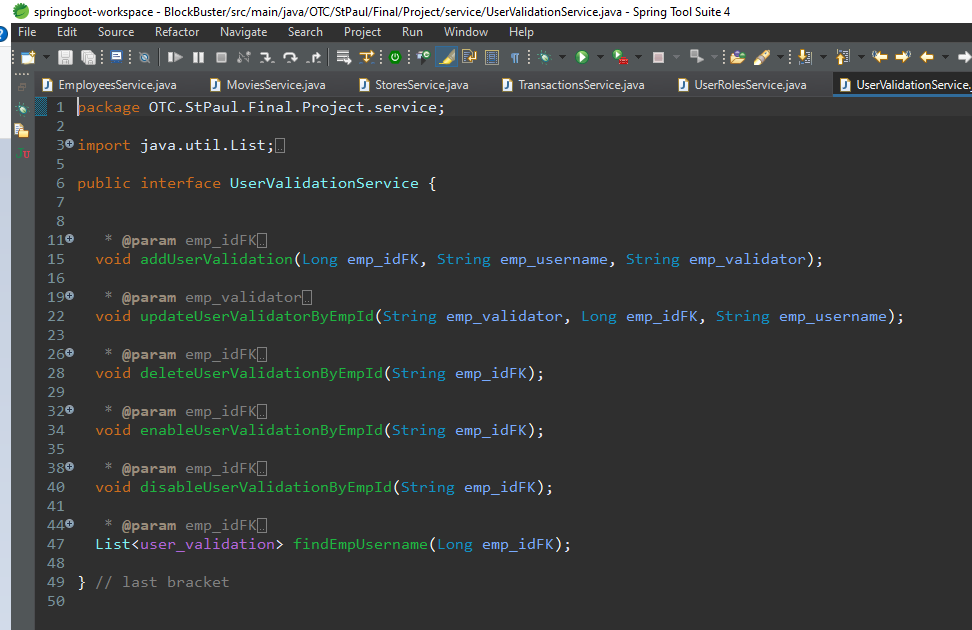 springboot-workspace - BlockBuster/src/main/java/OTC/StPaul/Final/Project/service/UserValidationService.java - Spring Tool Suite 4
File Edit Source Refactor Navigate Search Project Run Window Help
EmployeesService.java MoviesService.java StoresService.java TransactionsService.java UserRolesService.java UserValidationService.
1 package OTC.StPaul.Final.Project.service;
2
3 import java.util.List;
5
6 public interface UserValidationService {
7
8
11 * @param emp_idFK
15 void addUserValidation(Long emp_idFK, String emp_username, String emp_validator);
16
19 * @param emp_validator
22 void updateUserValidatorByEmpId(String emp_validator, Long emp_idFK, String emp_username);
23
26 * @param emp_idFK
28 void deleteUserValidationByEmpId(String emp_idFK);
29
32 * @param emp_idFK
34 void enableUserValidationByEmpId(String emp_idFK);
35
38 * @param emp_idFK
40 void disableUserValidationByEmpId(String emp_idFK);
41
44 * @param emp_idFK
47 List<user_validation> findEmpUsername(Long emp_idFK);
48
49 } // last bracket
50